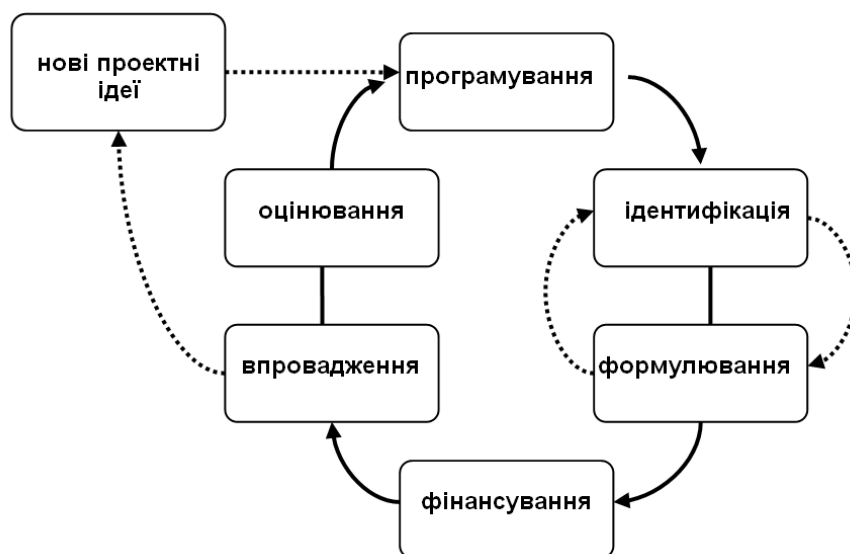 нові проектні
ідеї
програмування
оцінювання
ідентифікація
впровадження
формулювання
фінансування